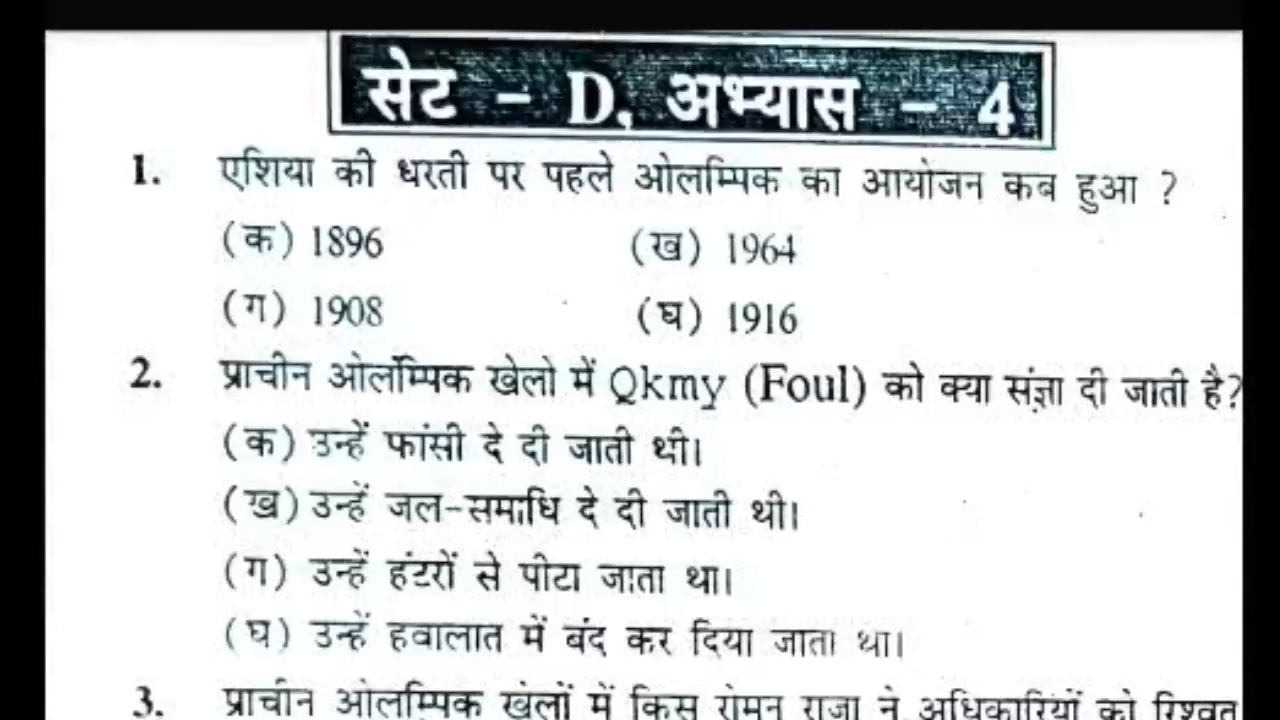 सेट - D, अभ्यास - 4
1. एशिया की धरती पर पहले ओलम्पिक का आयोजन कब हुआ ?
(क) 1896 (ख) 1964
(ग) 1908 (घ) 1916
2. प्राचीन ओलम्पिक खेलो में Qkmy (Foul) को क्या संज्ञा दी जाती है?
(क) उन्हें फांसी दे दी जाती थी।
(ख) उन्हें जल-समाधि दे दी जाती थी।
(ग) उन्हें हंटरों से पीटा जाता था।
(घ) उन्हें हवालात में बंद कर दिया जाता था।
3. प्राचीन ओलम्पिक खेलों में किस रोमन राजा ने अधिकारियों को रिश्वत